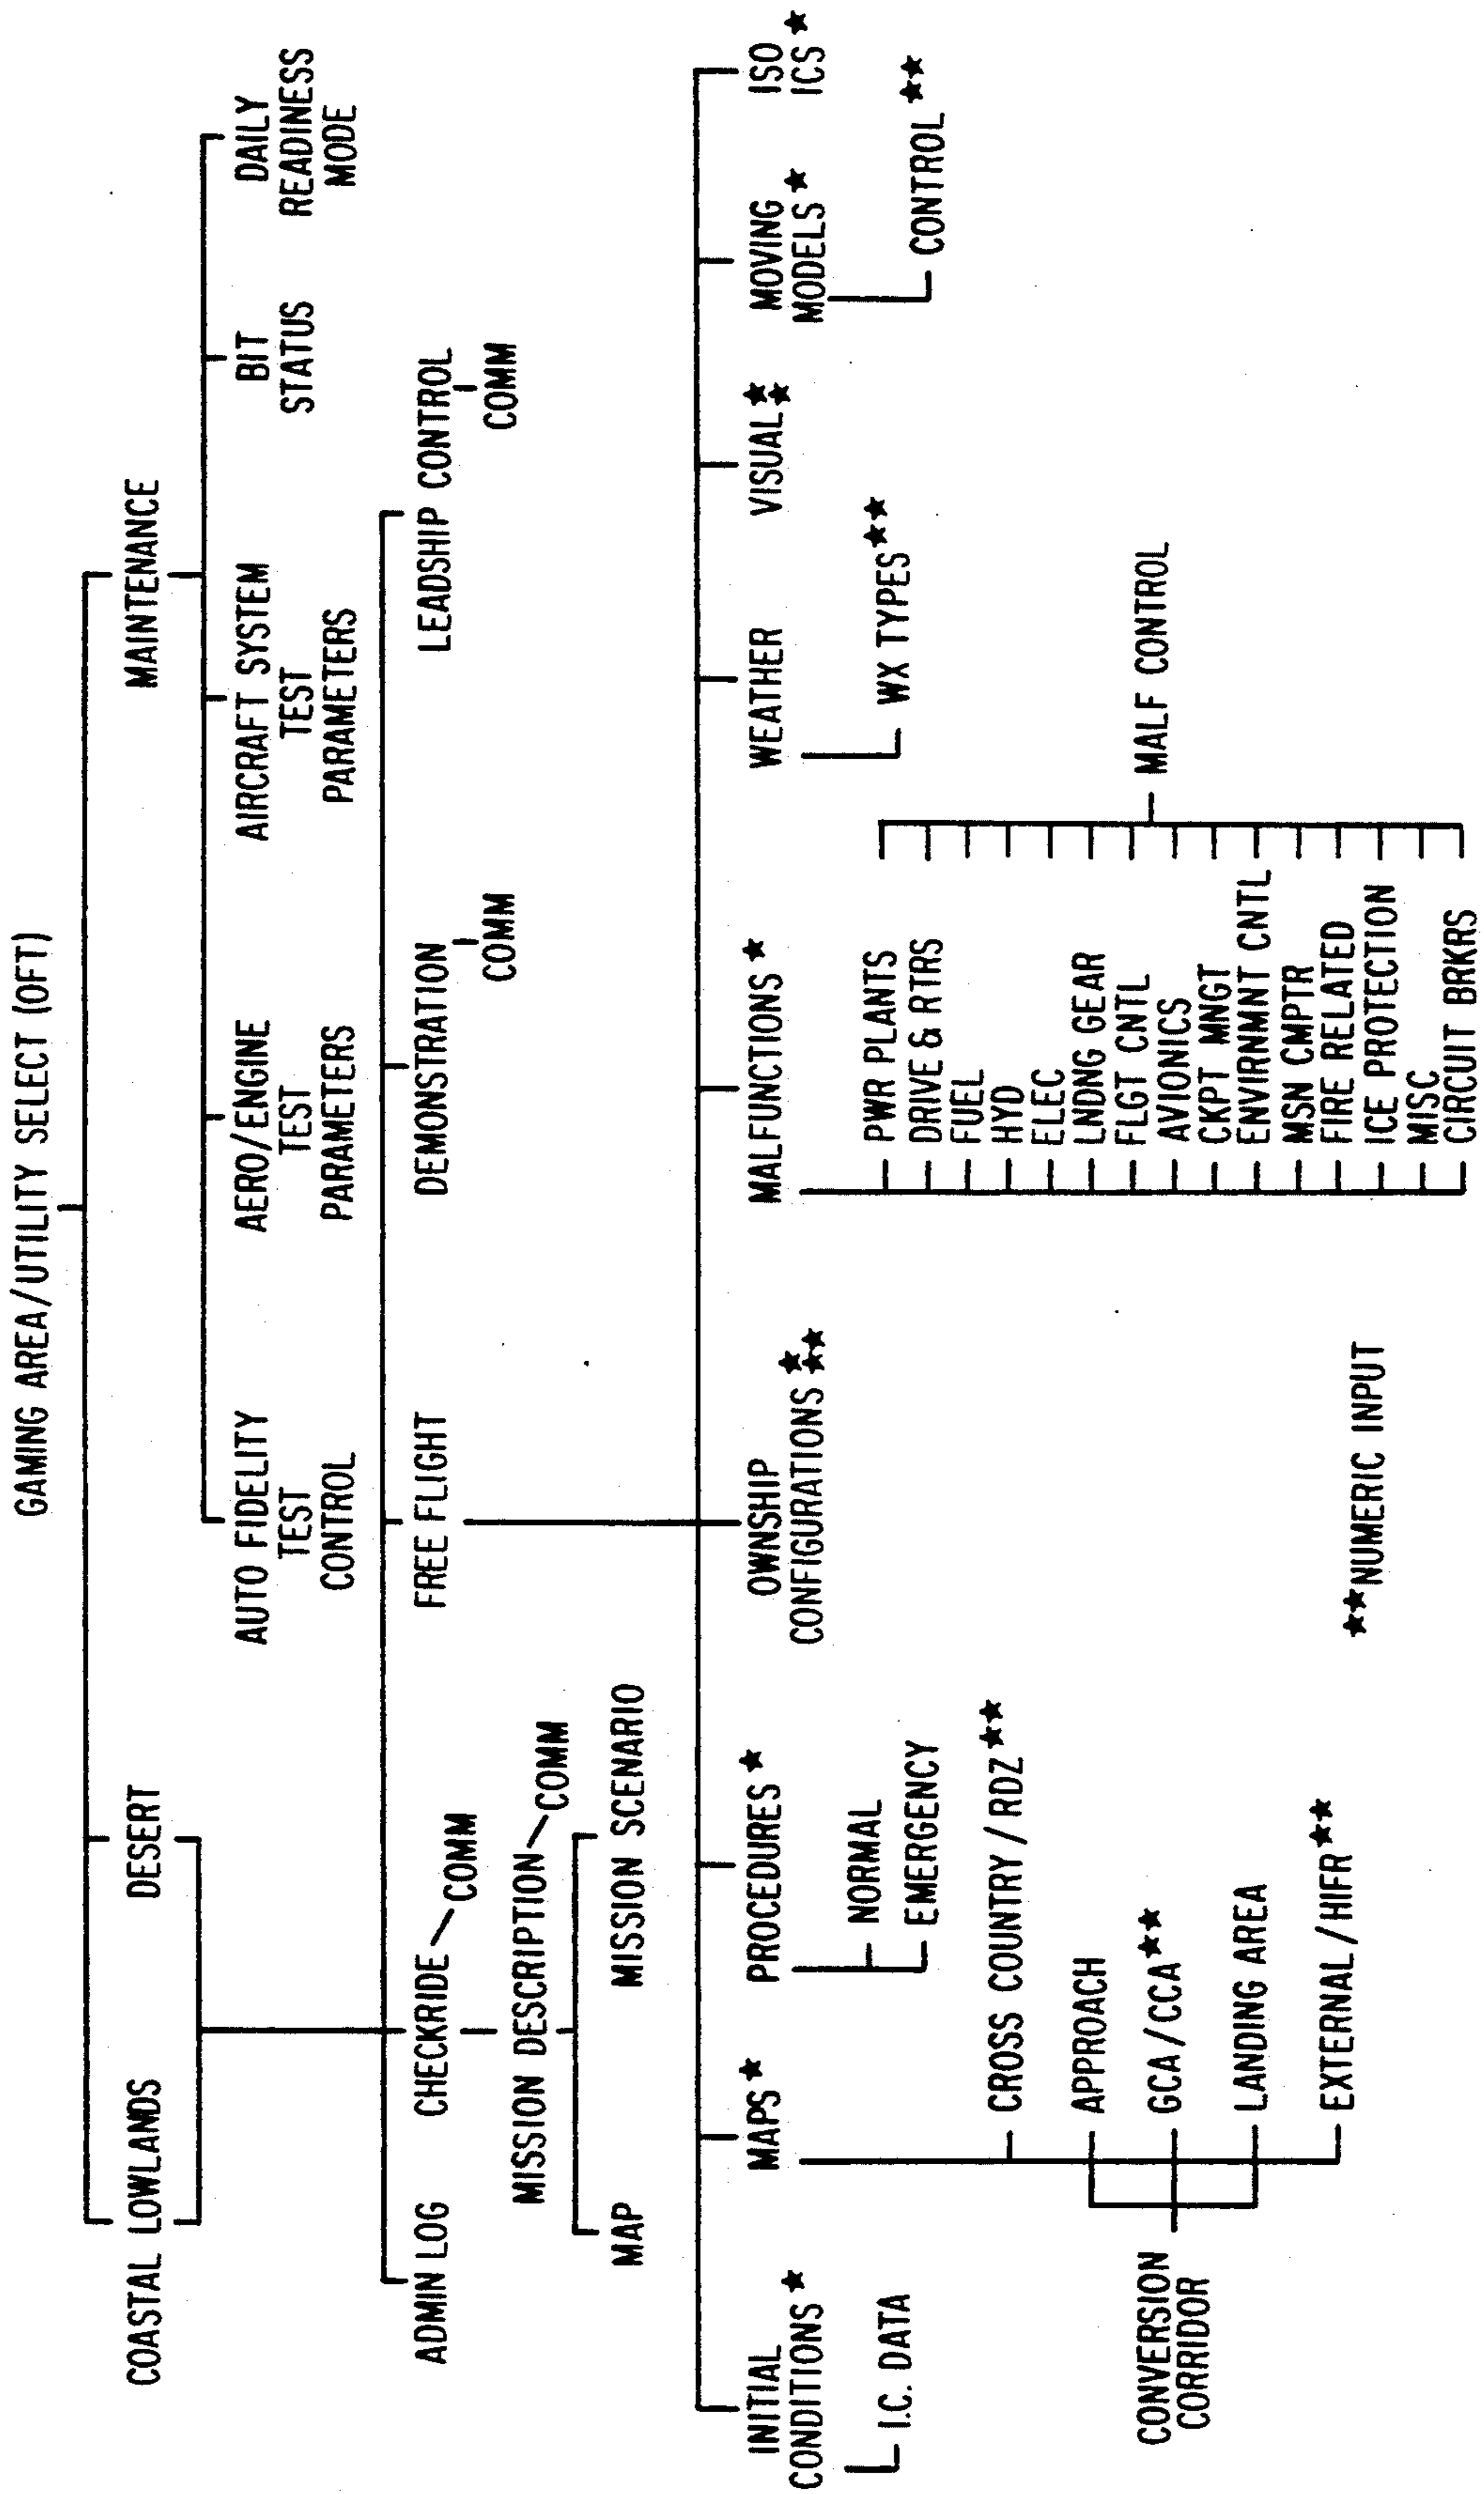 GAMING AREA/UTILITY SELECT (OFT)
COASTAL LOWLANDS
DESERT
MAINTENANCE
AUTO FIDELITY
TEST
CONTROL
AERO/ENGINE
TEST
PARAMETERS
AIRCRAFT SYSTEM
TEST
PARAMETERS
BIT
STATUS
DAILY
READINESS
MODE
ADMIN LOG
CHECKRIDE
COMM
FREE FLIGHT
DEMONSTRATION
COMM
LEADSHIP CONTROL
COMM
MISSION DESCRIPTION
COMM
MAP
MISSION SCENARIO
INITIAL
CONDITIONS★
I.C. DATA
MAPS★
CROSS COUNTRY/RDZ★★
APPROACH
GCA/CCA★★
LANDING AREA
EXTERNAL/HIFR★★
CONVERSION
CORRIDOR
PROCEDURES★
NORMAL
EMERGENCY
OWNSHIP
CONFIGURATIONS★★★
MALFUNCTIONS★
PWR PLANTS
DRIVE & RTRS
FUEL
HYD
ELEC
LNDNG GEAR
FLGT CNTL
AVIONICS
CKPT MNGT
ENVIRNMNT CNTL
MSN CMPTR
FIRE RELATED
ICE PROTECTION
MISC
CIRCUIT BRKRS
MALF CONTROL
WEATHER
WX TYPES★★
VISUAL★★
MOVING
MODELS★
CONTROL★★
ISO
ICS★
★★NUMERIC INPUT